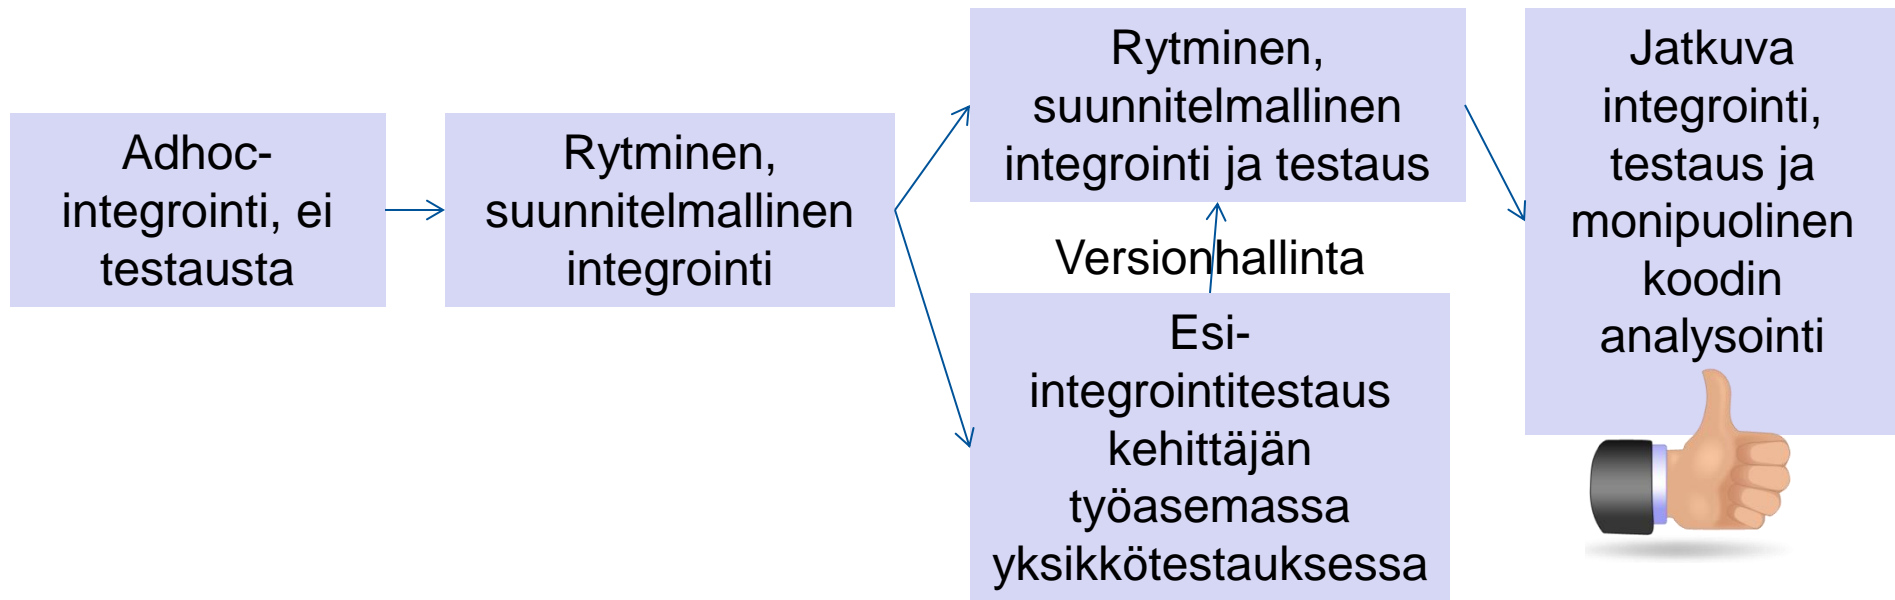 Adhoc-
integrointi, ei
testausta
Rytminen,
suunnitelmallinen
integrointi
Rytminen,
suunnitelmallinen
integrointi ja testaus
Versionhallinta
Esi-
integrointitestaus
kehittäjän
työasemassa
yksikkötestauksessa
Jatkuva
integrointi,
testaus ja
monipuolinen
koodin
analysointi